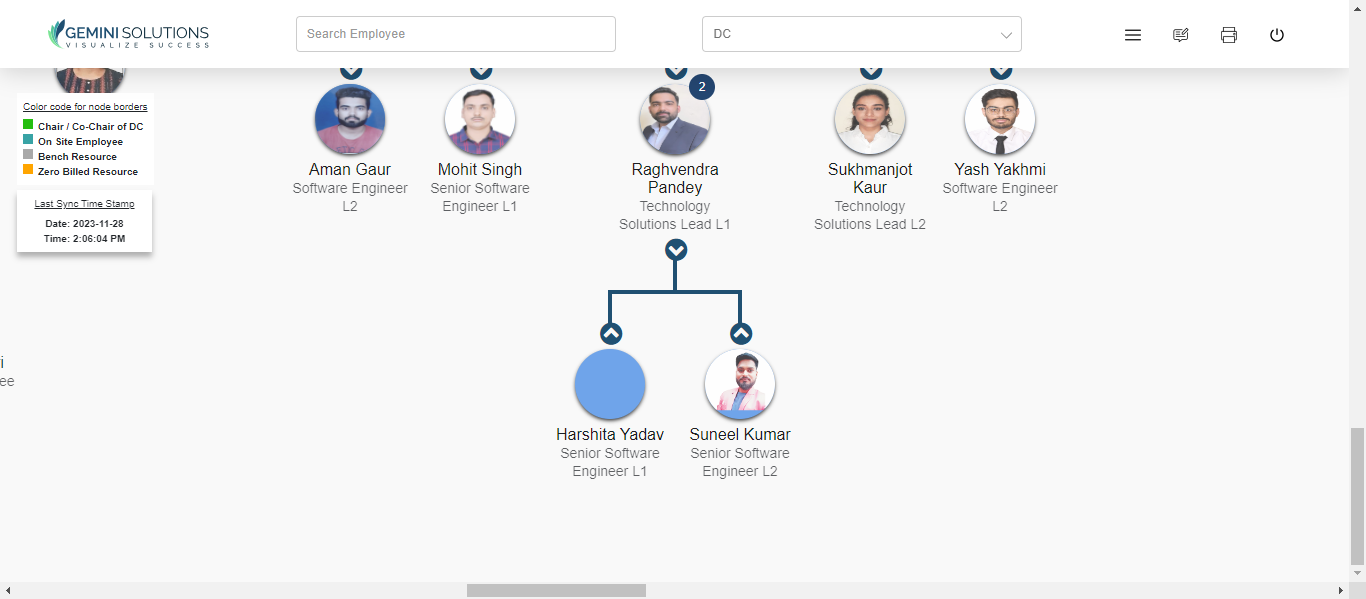 GEMINI SOLUTIONS
VISUALIZE SUCCESS
Search Employee
DC
Color code for node borders
Chair / Co-Chair of DC
On Site Employee
Bench Resource
Zero Billed Resource
Last Sync Time Stamp
Date: 2023-11-28
Time: 2:06:04 PM
2
Aman Gaur
Software Engineer
L2
Mohit Singh
Senior Software
Engineer L1
Raghvendra
Pandey
Technology
Solutions Lead L1
Sukhmanjot
Kaur
Technology
Solutions Lead L2
Yash Yakhmi
Software Engineer
L2
ri
ee
Harshita Yadav
Senior Software
Engineer L1
Suneel Kumar
Senior Software
Engineer L2